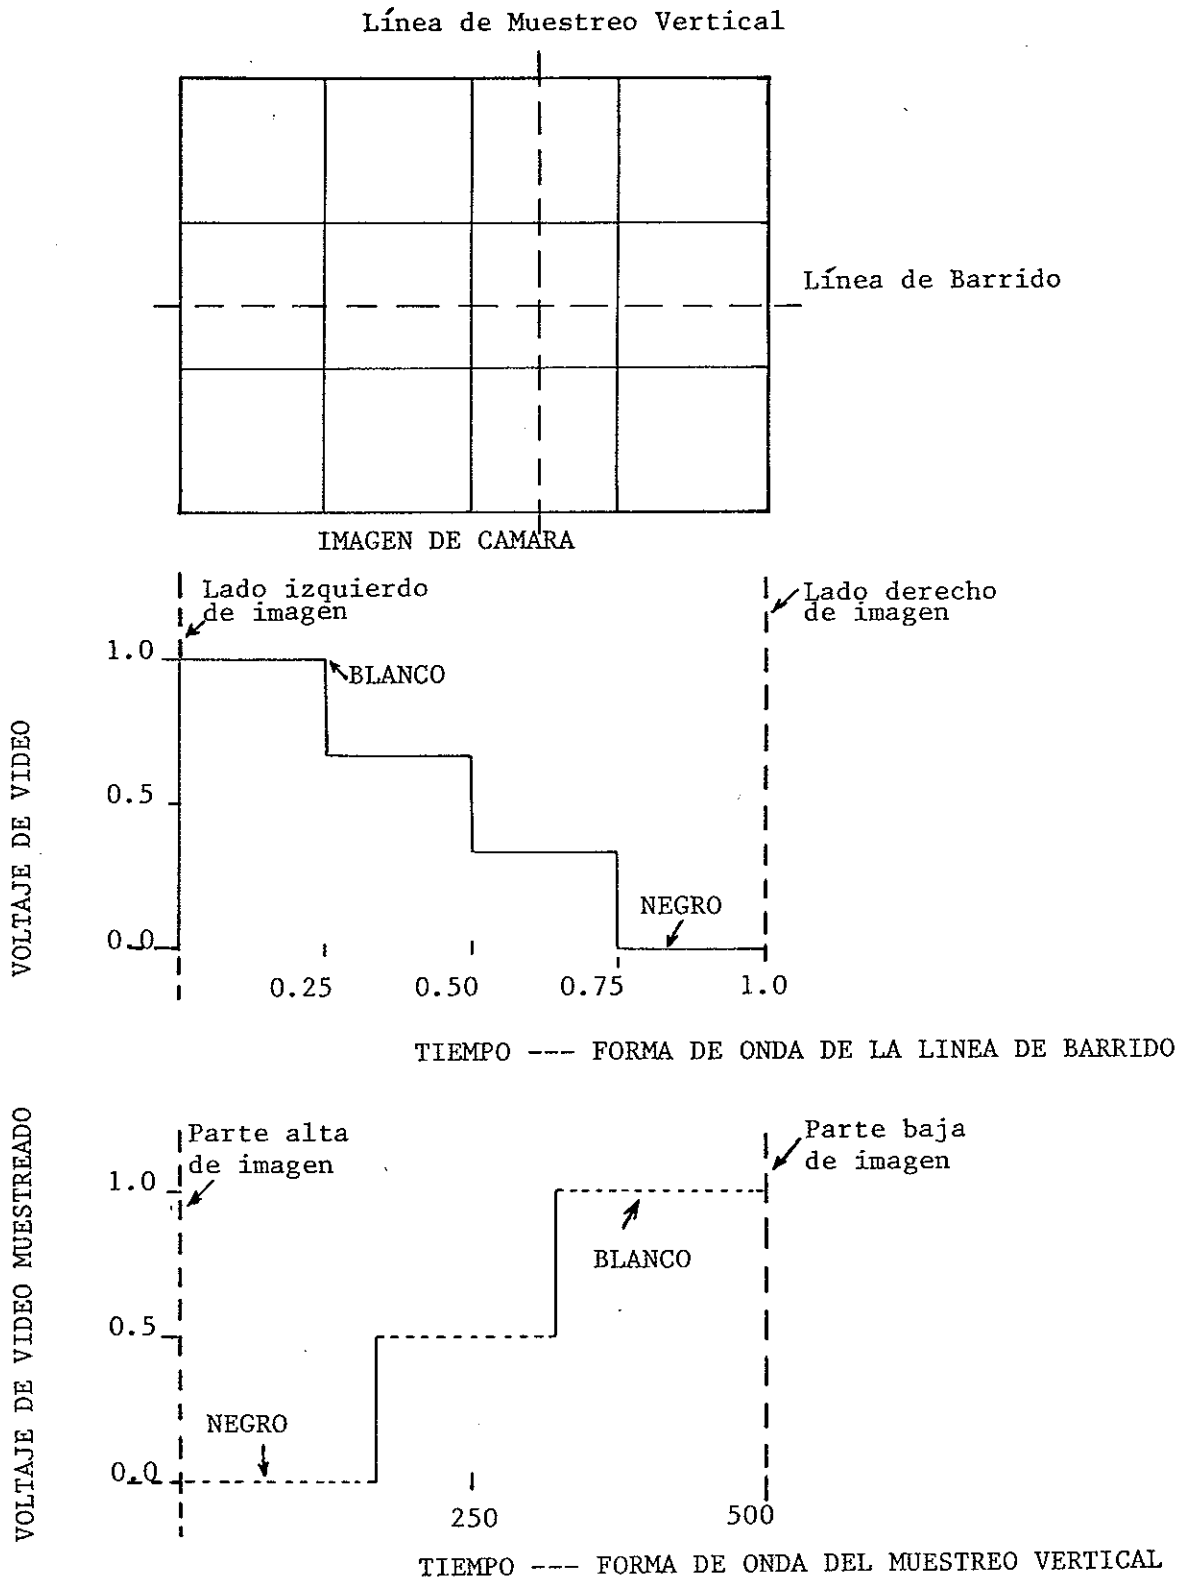 Línea de Muestreo Vertical
Línea de Barrido
IMAGEN DE CAMARA
Lado izquierdo
de imagen
Lado derecho
de imagen
1.0
BLANCO
VOLTAJE DE VIDEO
0.5
NEGRO
0.0
0.25
0.50
0.75
1.0
TIEMPO --- FORMA DE ONDA DE LA LINEA DE BARRIDO
Parte alta
de imagen
Parte baja
de imagen
1.0
BLANCO
VOLTAJE DE VIDEO MUESTREADO
0.5
NEGRO
0.0
250
500
TIEMPO --- FORMA DE ONDA DEL MUESTREO VERTICAL